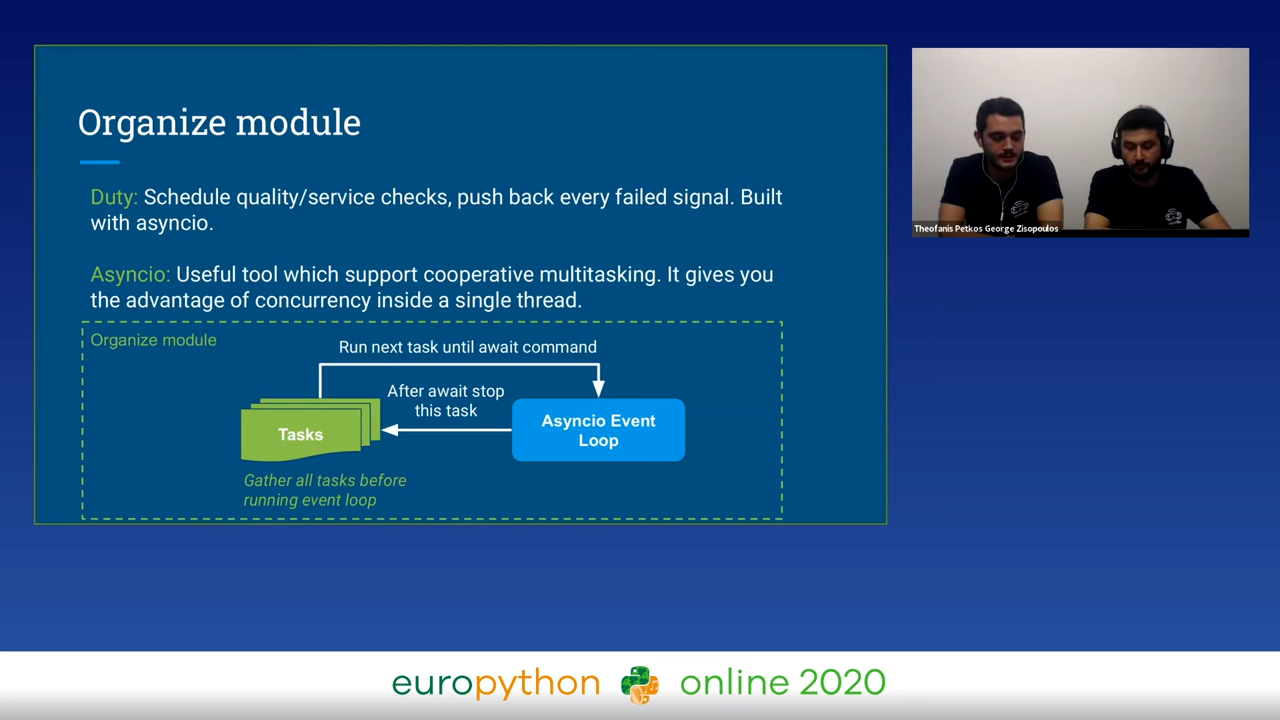 Organize module
Duty: Schedule quality/service checks, push back every failed signal. Built
with asyncio.
Asyncio: Useful tool which support cooperative multitasking. It gives you
the advantage of concurrency inside a single thread.
Organize module
Run next task until await command
After await stop
this task
Tasks
Asyncio Event
Loop
Gather all tasks before
running event loop
Theofanis Petkos George Zisopoulos
europython online 2020